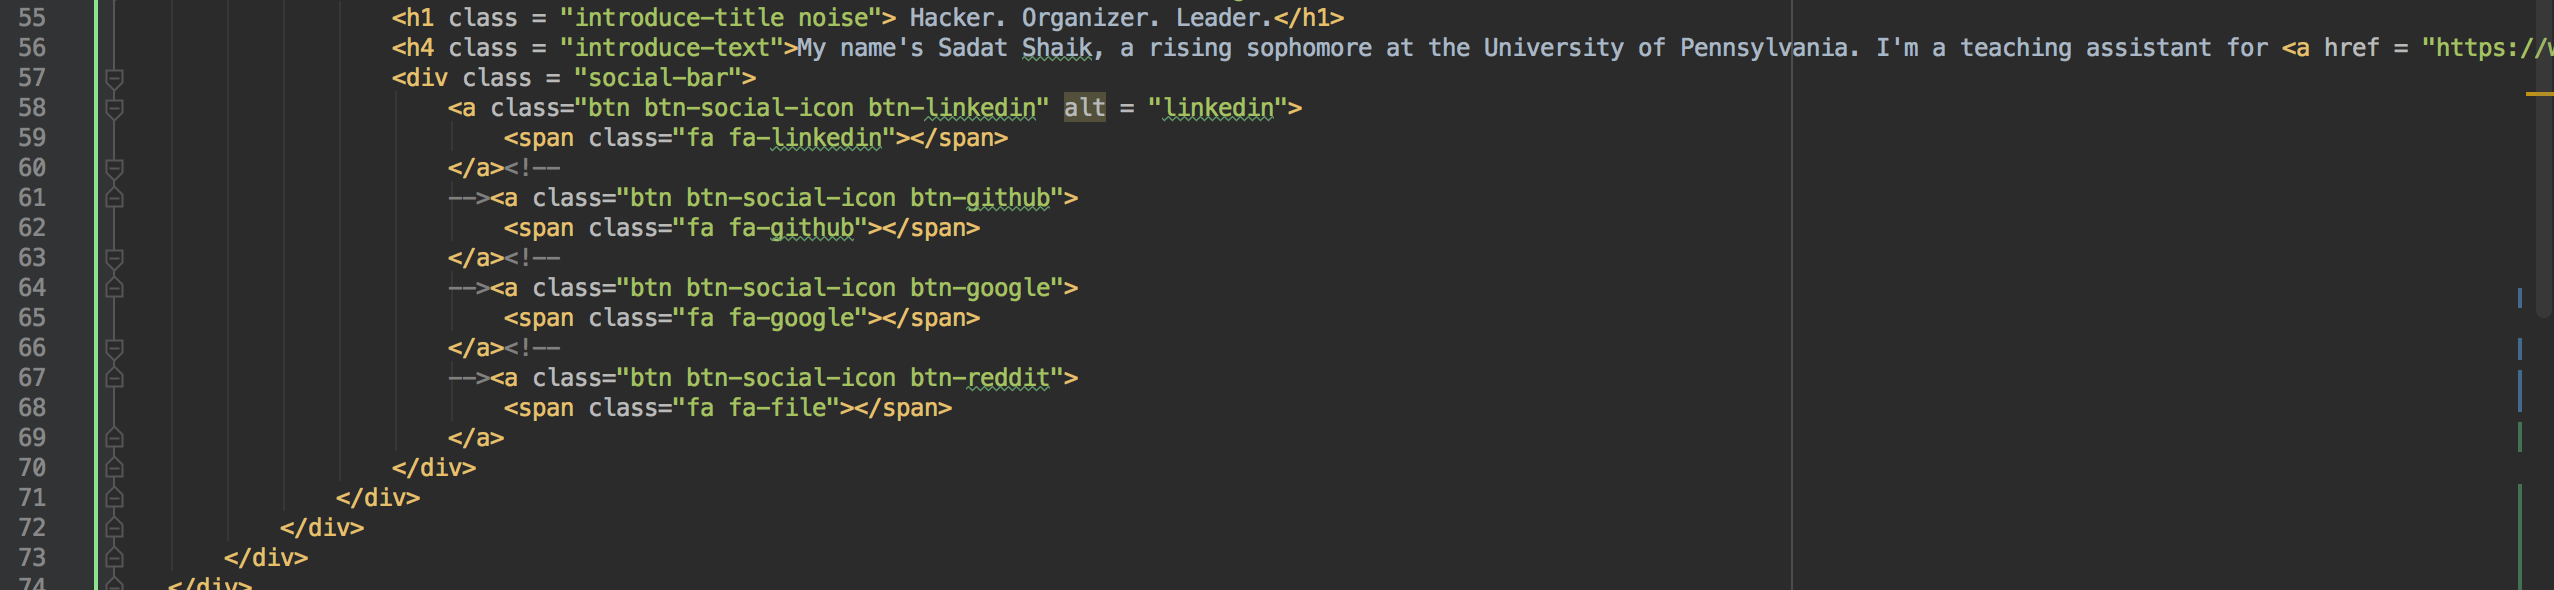 55 <h1 class = "introduce-title noise"> Hacker. Organizer. Leader.</h1>
56 <h4 class = "introduce-text">My name's Sadat Shaik, a rising sophomore at the University of Pennsylvania. I'm a teaching assistant for <a href = "https://w
57 <div class = "social-bar">
58 <a class="btn btn-social-icon btn-linkedin" alt = "linkedin">
59 <span class="fa fa-linkedin"></span>
60 </a><!--
61 --><a class="btn btn-social-icon btn-github">
62 <span class="fa fa-github"></span>
63 </a><!--
64 --><a class="btn btn-social-icon btn-google">
65 <span class="fa fa-google"></span>
66 </a><!--
67 --><a class="btn btn-social-icon btn-reddit">
68 <span class="fa fa-file"></span>
69 </a>
70 </div>
71 </div>
72 </div>
73 </div>
74 </div>